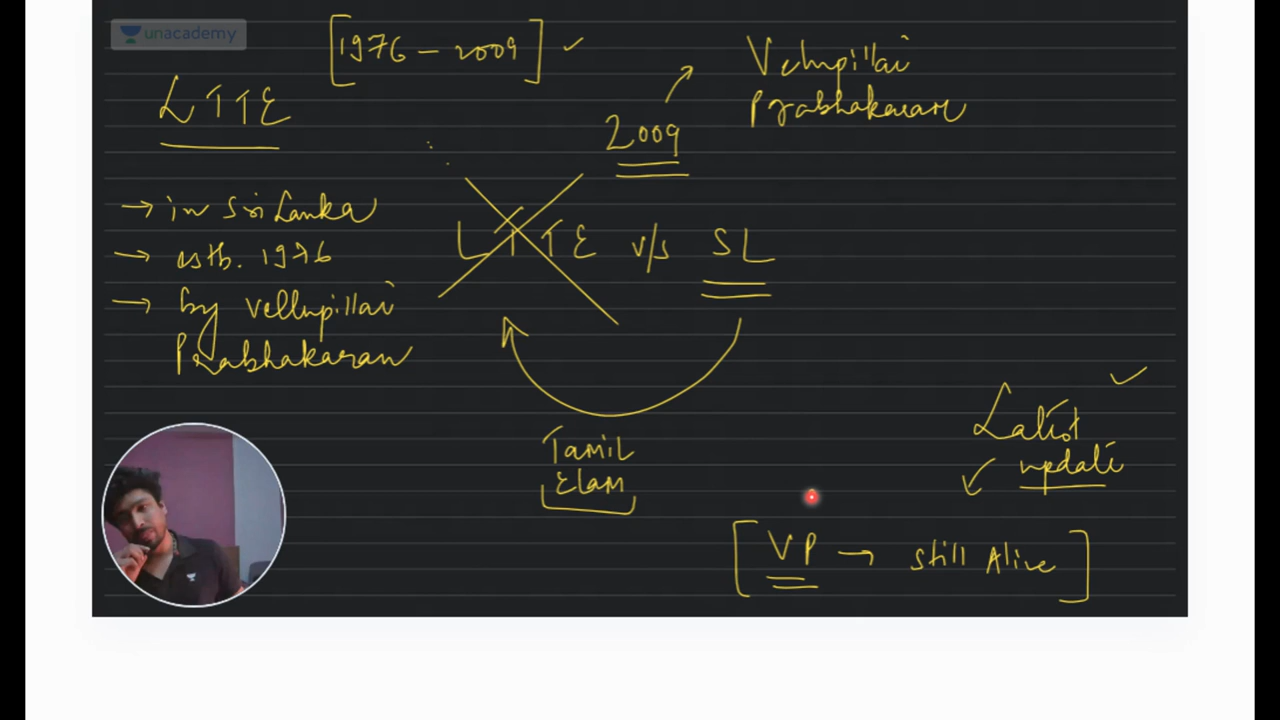 unacademy
[1976 - 2009] ✓
LTTE
→ in Sri Lanka
→ estb. 1976
→ by Vellupillai
Prabhakaran
2009
Velupillai
Prabhakaran
LTTE v/s SL
Tamil
Elam
Latest
update
[VP → Still Alive]